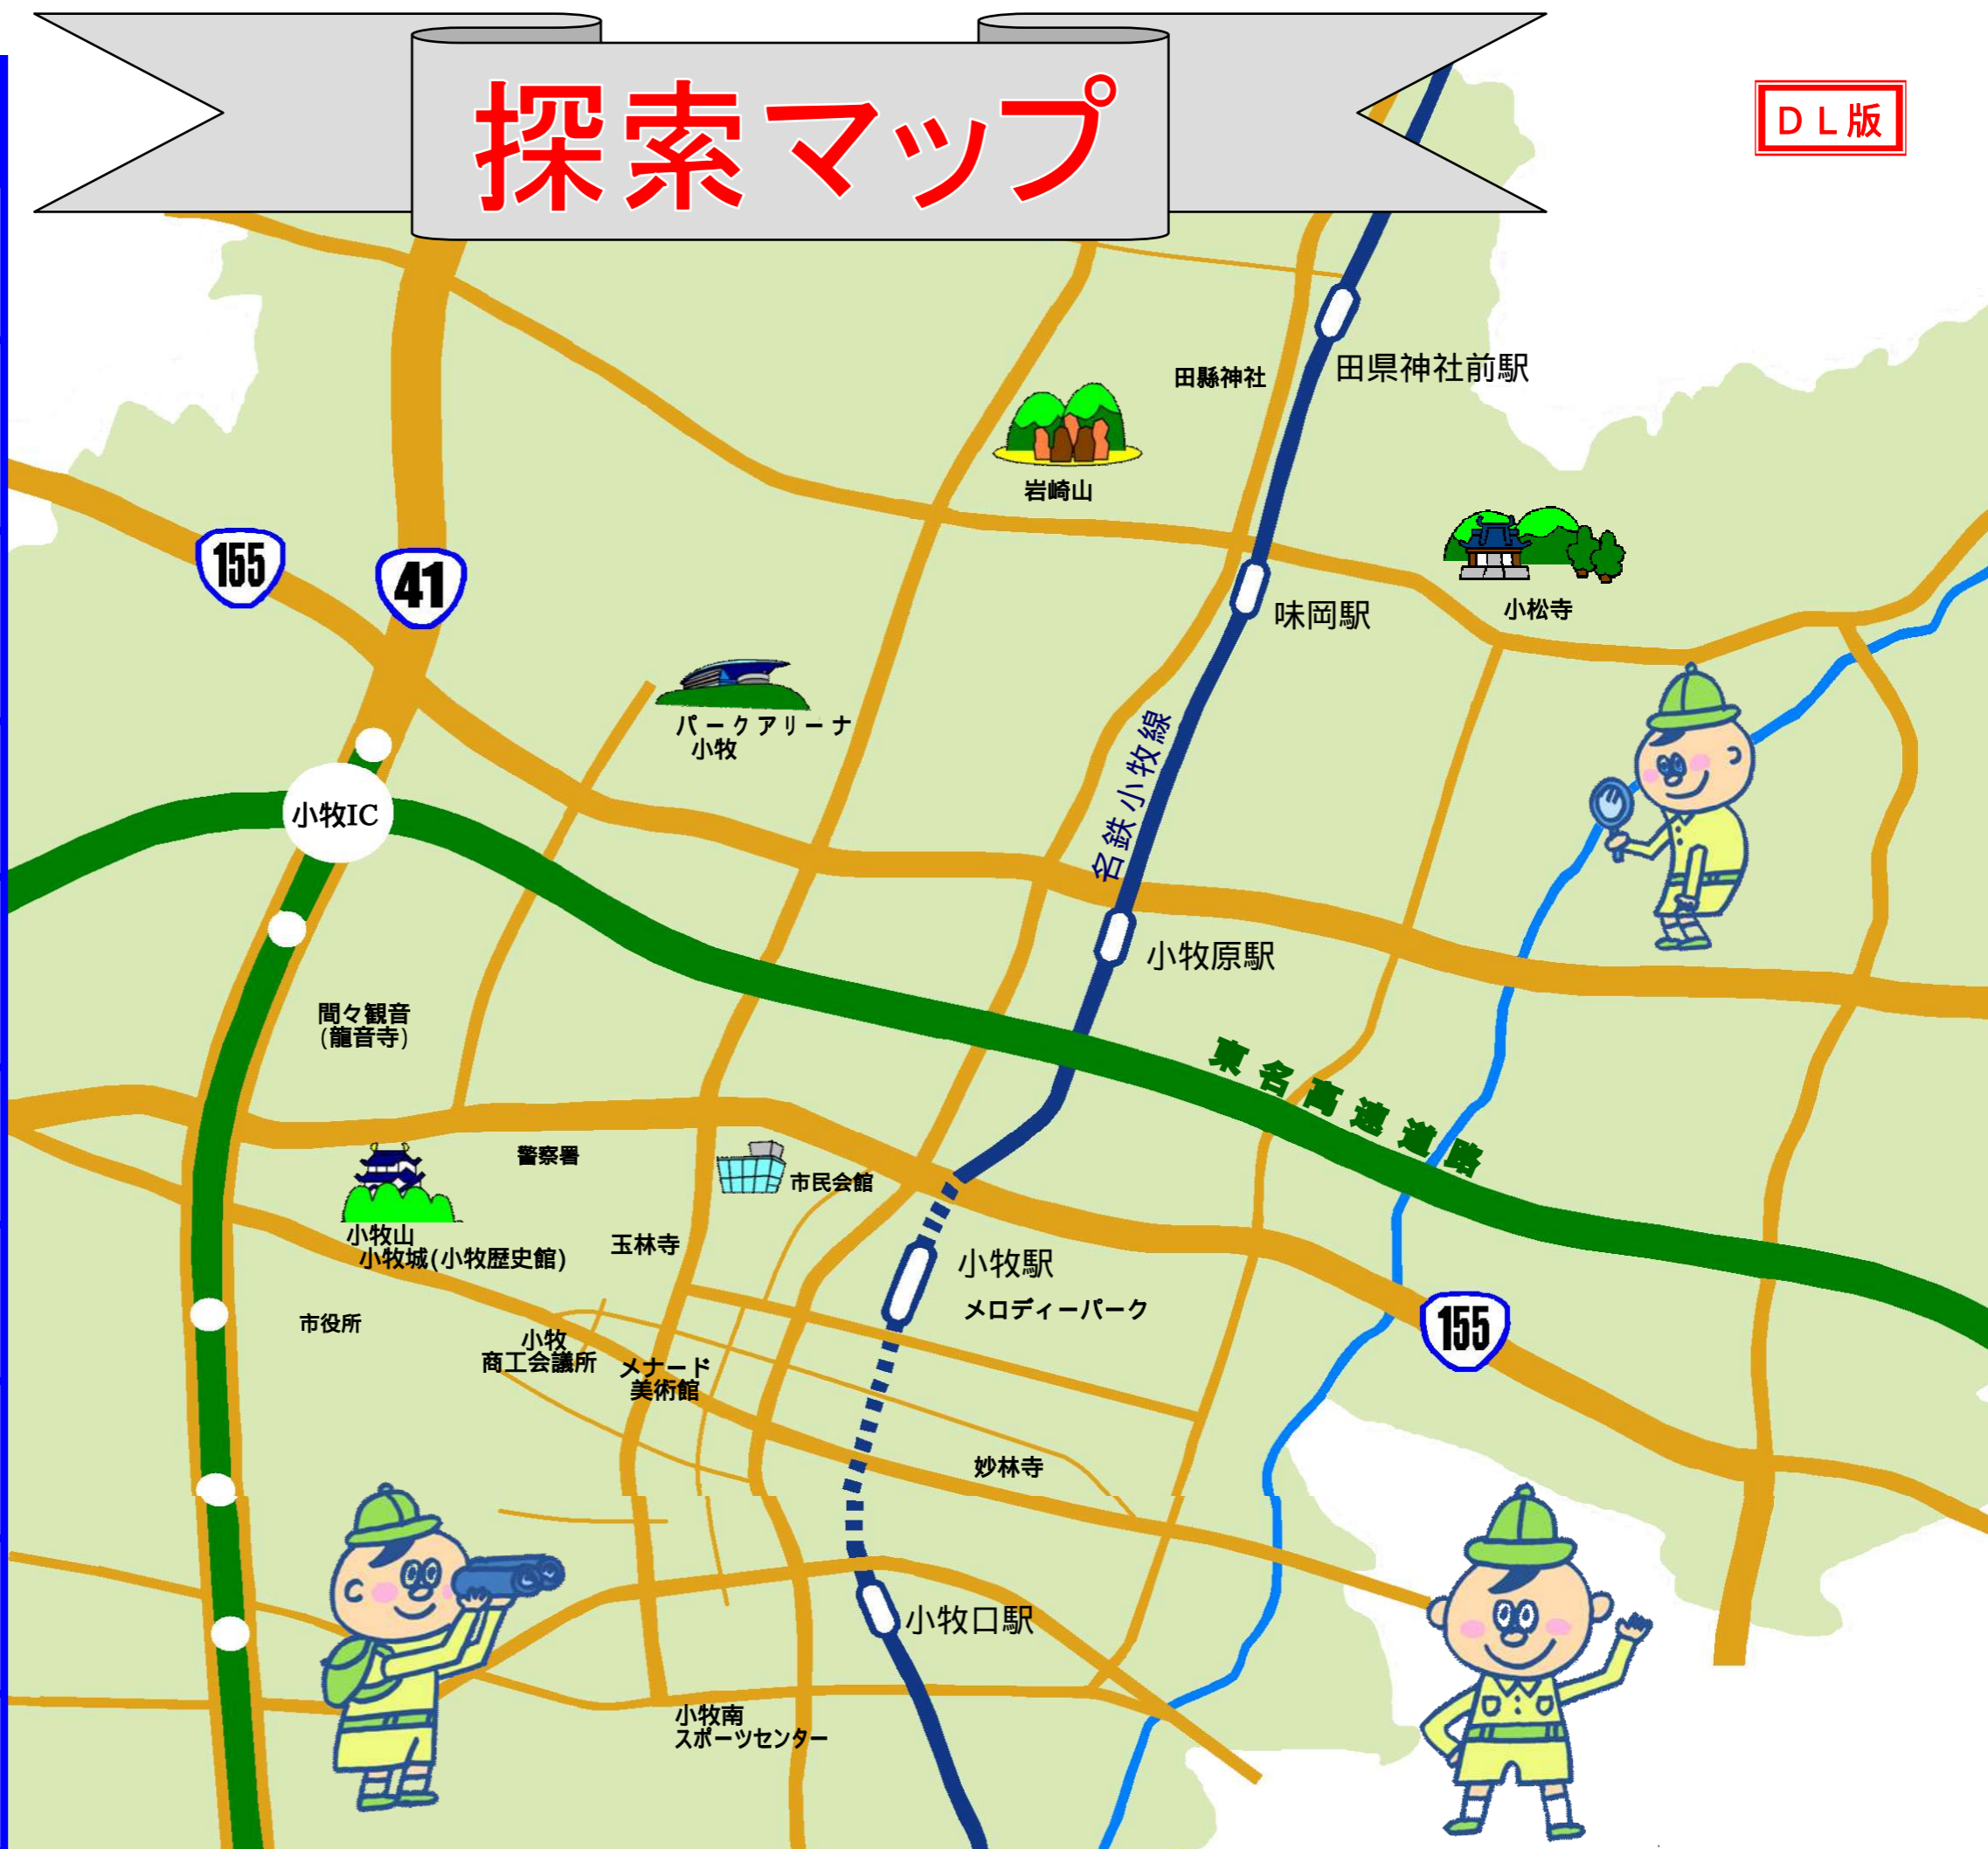 探索マップ
DL版
田縣神社
田県神社前駅
岩崎山
155
41
味岡駅
小松寺
パークアリーナ
小牧
名鉄小牧線
小牧IC
小牧原駅
間々観音
(龍音寺)
東名高速道路
警察署
市民会館
小牧山
小牧城(小牧歴史館)
玉林寺
小牧駅
メロディーパーク
市役所
155
小牧
商工会議所
メナード
美術館
妙林寺
小牧口駅
小牧南
スポーツセンター